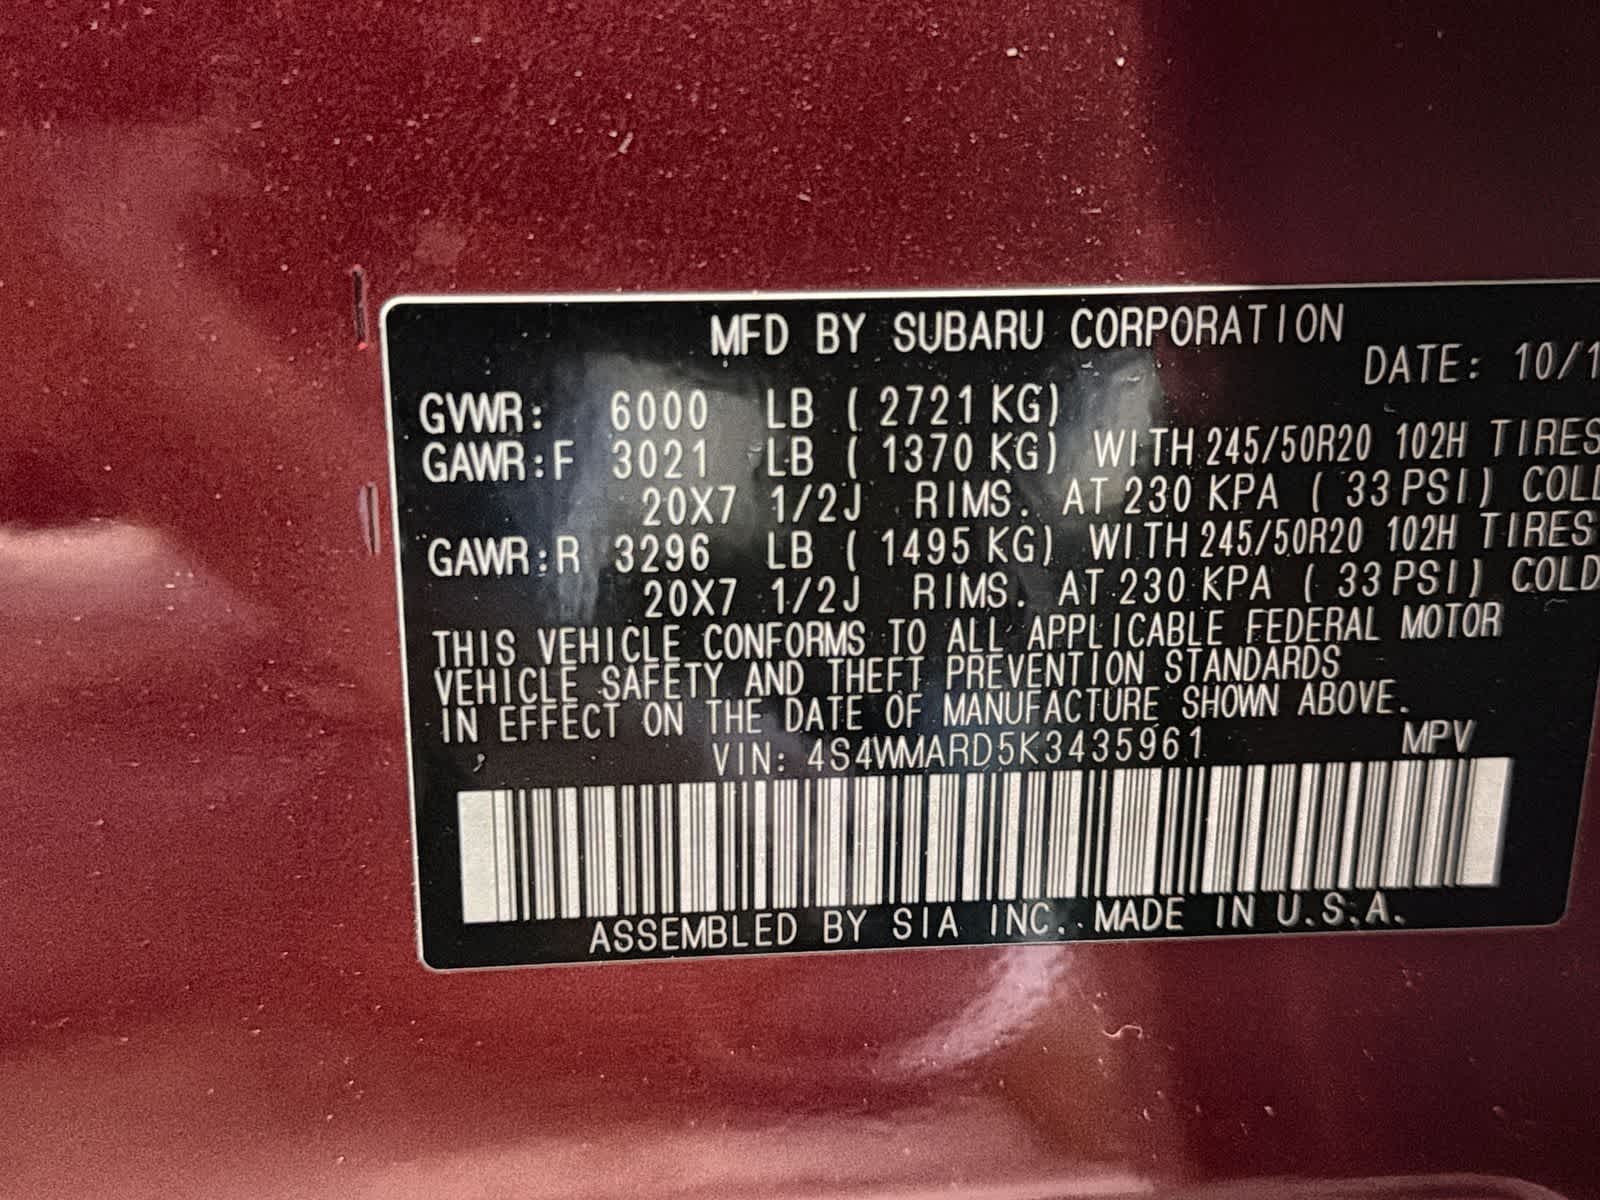 MFD BY SUBARU CORPORATION
DATE: 10/1
GVWR: 6000 LB ( 2721 KG)
GAWR:F 3021 LB ( 1370 KG) WITH 245/50R20 102H TIRES
20X7 1/2J RIMS. AT 230 KPA ( 33 PSI) COLD
GAWR:R 3296 LB ( 1495 KG) WITH 245/50R20 102H TIRES
20X7 1/2J RIMS. AT 230 KPA ( 33 PSI) COLD
THIS VEHICLE CONFORMS TO ALL APPLICABLE FEDERAL MOTOR
VEHICLE SAFETY AND THEFT PREVENTION STANDARDS
IN EFFECT ON THE DATE OF MANUFACTURE SHOWN ABOVE.
VIN: 4S4WMARD5K3435961 MPV
ASSEMBLED BY SIA INC. MADE IN U.S.A.